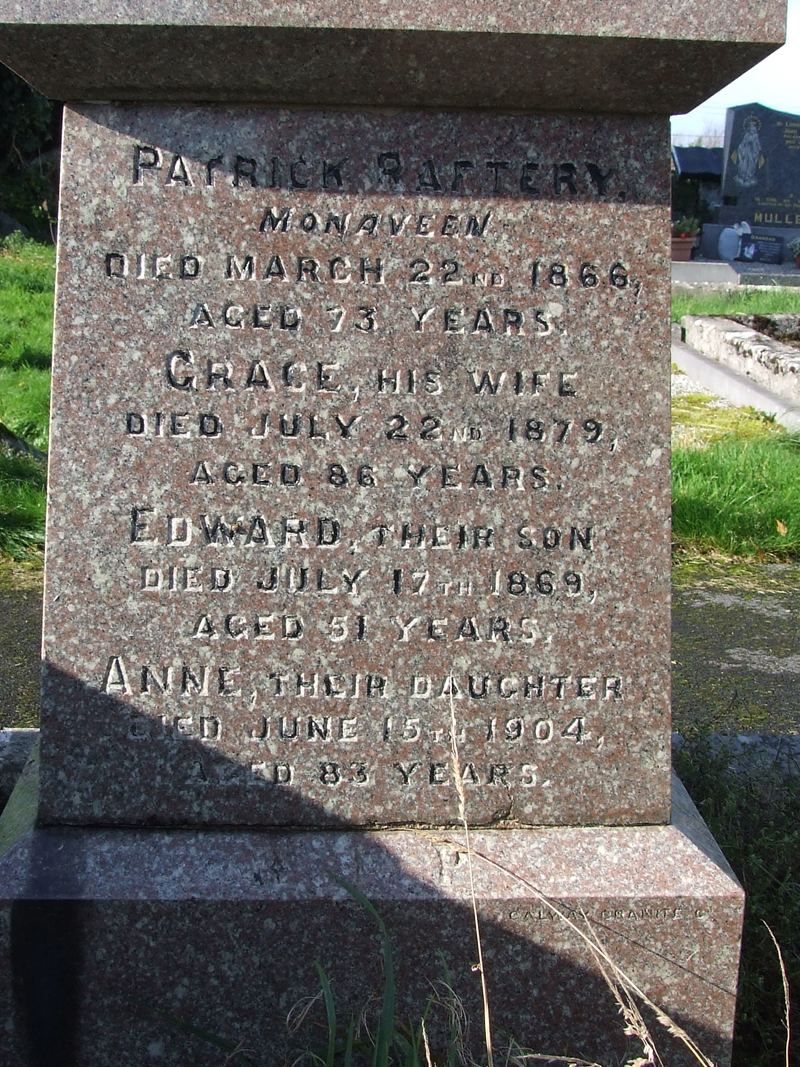 PATRICK RAFTERY.
MONAVEEN
DIED MARCH 22ND 1866,
AGED 73 YEARS.
GRACE, HIS WIFE
DIED JULY 22ND 1879,
AGED 86 YEARS.
EDWARD, THEIR SON
DIED JULY 17TH 1869,
AGED 51 YEARS.
ANNE, THEIR DAUGHTER
DIED JUNE 15TH 1904,
AGED 83 YEARS.
GALWAY GRANITE Co
MULL